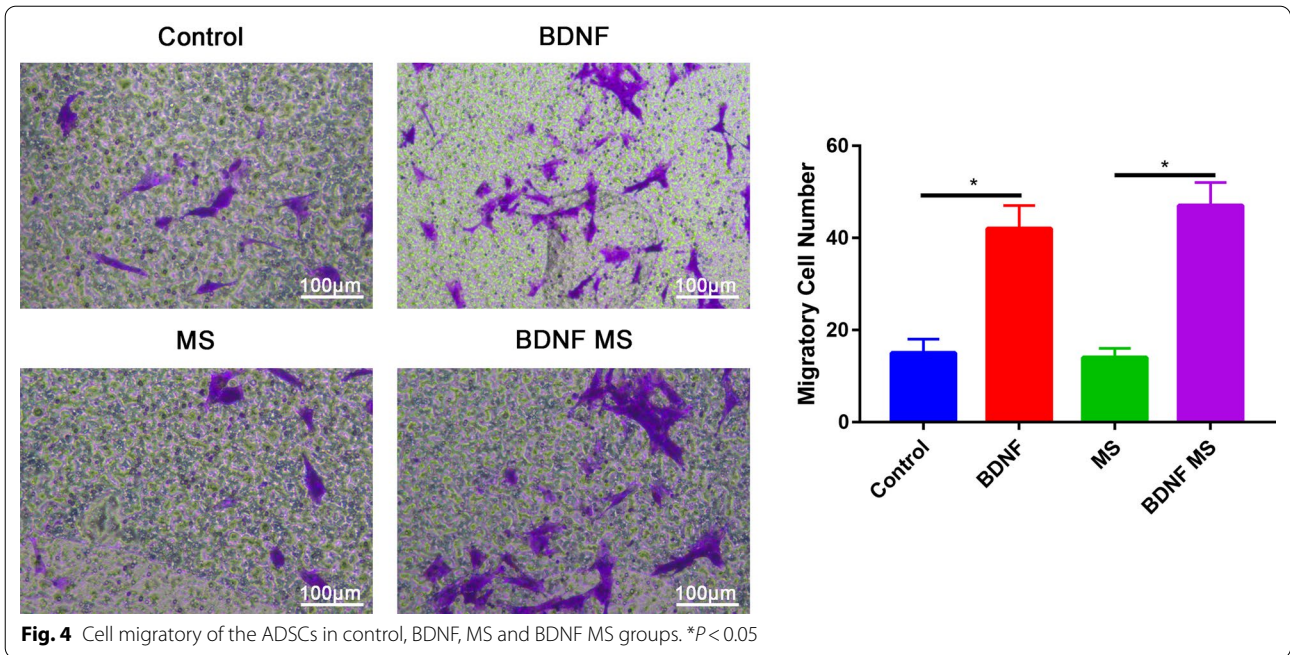 Control
BDNF
100µm
100µm
MS
BDNF MS
100µm
100µm
Migratory Cell Number
60
40
20
0
*
*
Control
BDNF
MS
BDNF MS
Fig. 4 Cell migratory of the ADSCs in control, BDNF, MS and BDNF MS groups. *P < 0.05